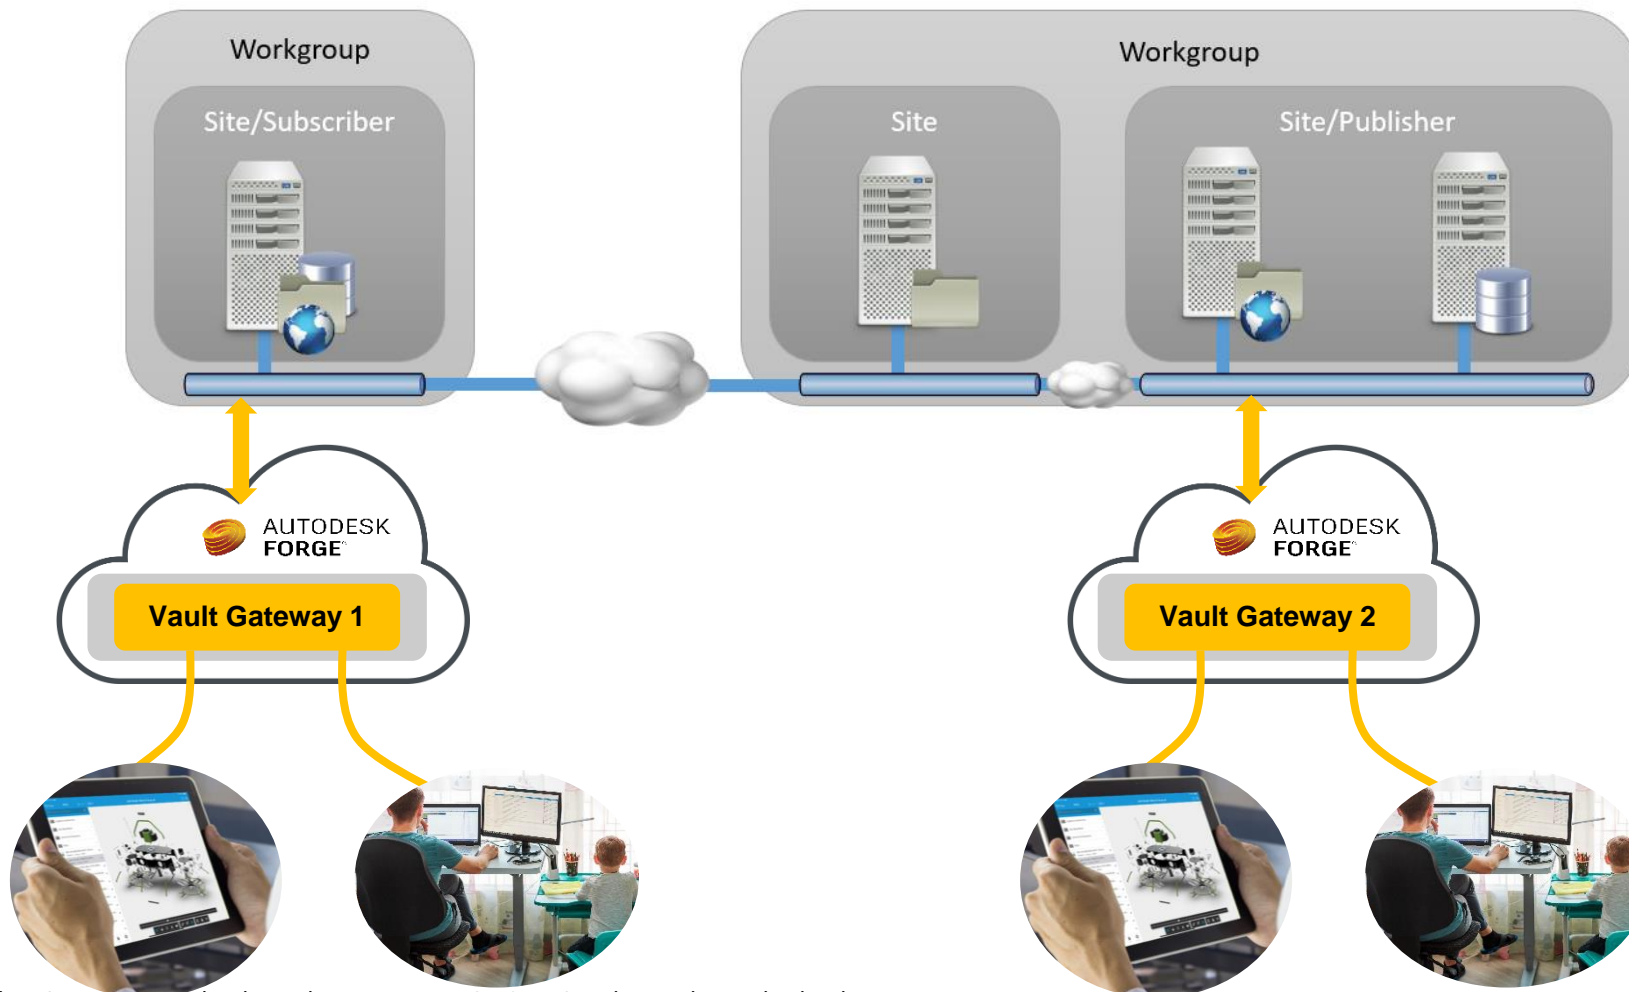 Workgroup
Workgroup
Site/Subscriber
Site
Site/Publisher
AUTODESK
FORGE
AUTODESK
FORGE
Vault Gateway 1
Vault Gateway 2